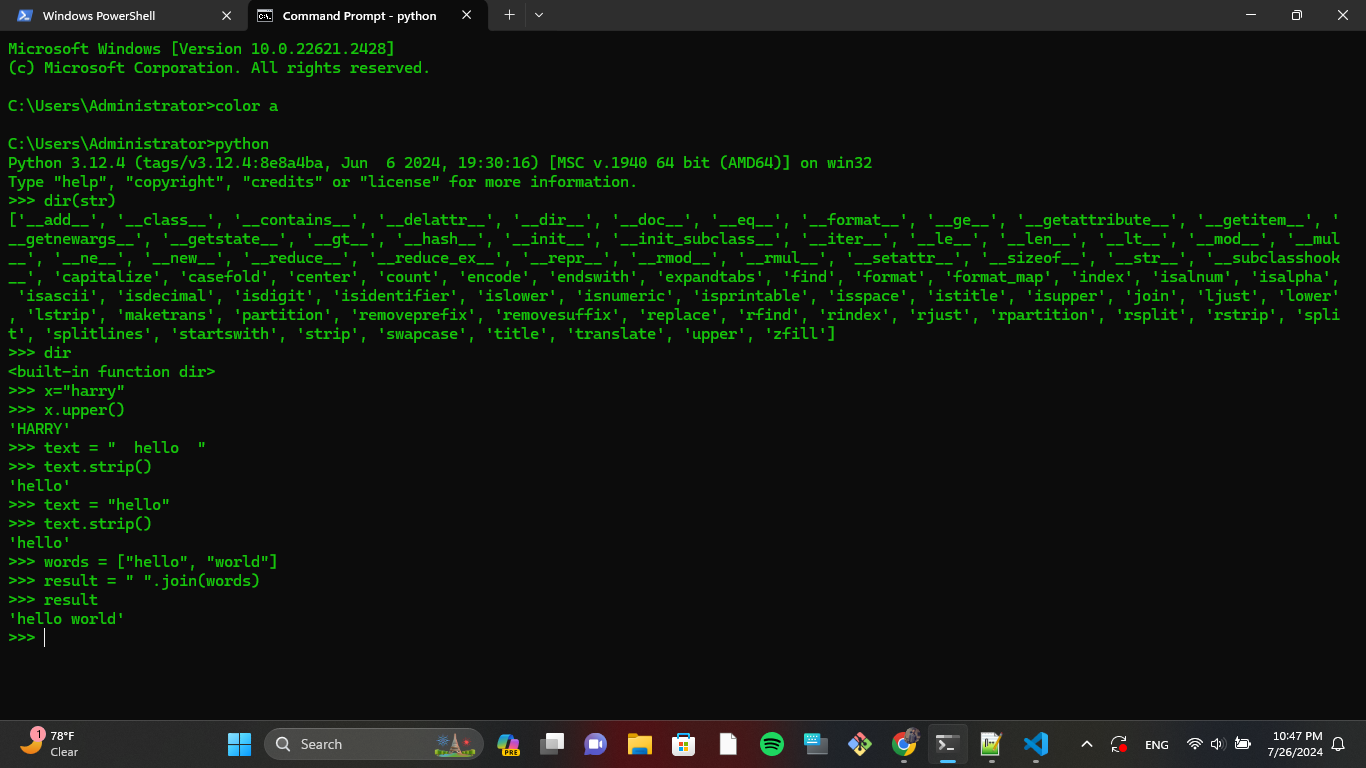 Windows PowerShell
Command Prompt - python
Microsoft Windows [Version 10.0.22621.2428]
(c) Microsoft Corporation. All rights reserved.
C:\Users\Administrator>color a
C:\Users\Administrator>python
Python 3.12.4 (tags/v3.12.4:8e8a4ba, Jun  6 2024, 19:30:16) [MSC v.1940 64 bit (AMD64)] on win32
Type "help", "copyright", "credits" or "license" for more information.
>>> dir(str)
['__add__', '__class__', '__contains__', '__delattr__', '__dir__', '__doc__', '__eq__', '__format__', '__ge__', '__getattribute__', '__getitem__', '
__getnewargs__', '__getstate__', '__gt__', '__hash__', '__init__', '__init_subclass__', '__iter__', '__le__', '__len__', '__lt__', '__mod__', '__mul
__', '__ne__', '__new__', '__reduce__', '__reduce_ex__', '__repr__', '__rmod__', '__rmul__', '__setattr__', '__sizeof__', '__str__', '__subclasshook
__', 'capitalize', 'casefold', 'center', 'count', 'encode', 'endswith', 'expandtabs', 'find', 'format', 'format_map', 'index', 'isalnum', 'isalpha',
 'isascii', 'isdecimal', 'isdigit', 'isidentifier', 'islower', 'isnumeric', 'isprintable', 'isspace', 'istitle', 'isupper', 'join', 'ljust', 'lower'
, 'lstrip', 'maketrans', 'partition', 'removeprefix', 'removesuffix', 'replace', 'rfind', 'rindex', 'rjust', 'rpartition', 'rsplit', 'rstrip', 'spli
t', 'splitlines', 'startswith', 'strip', 'swapcase', 'title', 'translate', 'upper', 'zfill']
>>> dir
<built-in function dir>
>>> x="harry"
>>> x.upper()
'HARRY'
>>> text = "  hello  "
>>> text.strip()
'hello'
>>> text = "hello"
>>> text.strip()
'hello'
>>> words = ["hello", "world"]
>>> result = " ".join(words)
>>> result
'hello world'
>>>
1
78°F
Clear
Search
PRE
ENG
10:47 PM
7/26/2024